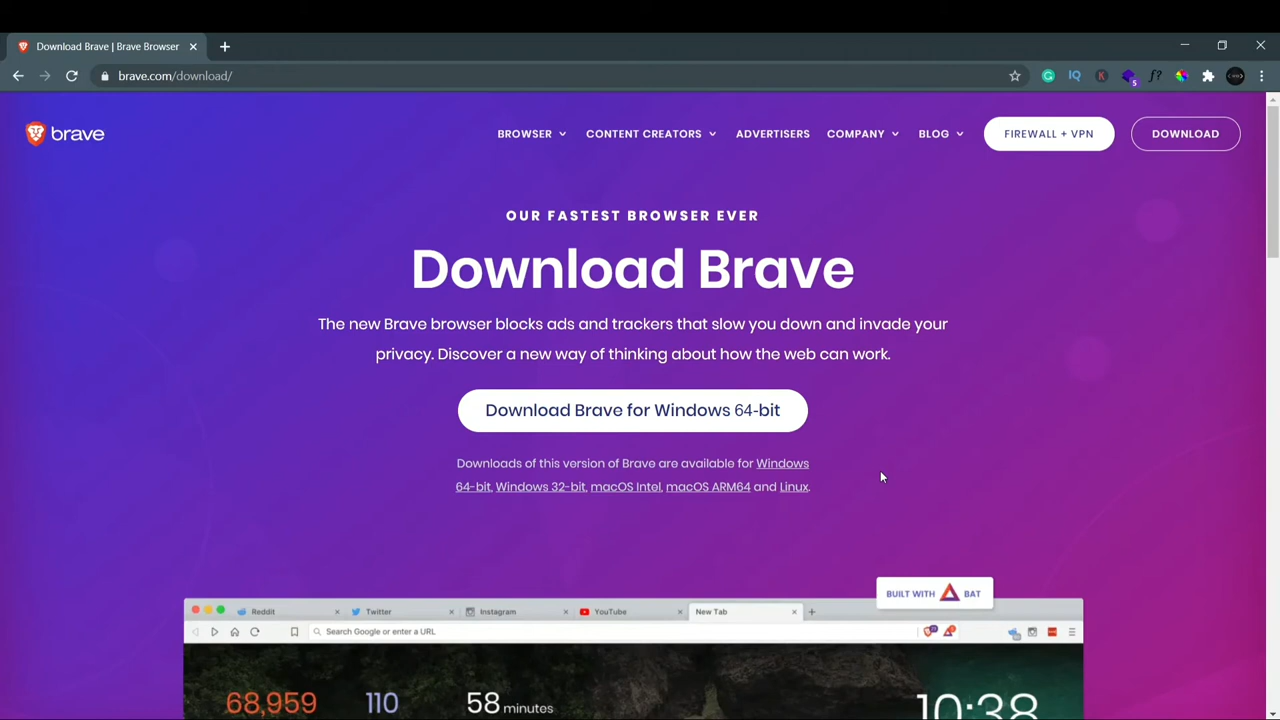 Download Brave | Brave Browser
brave.com/download/
5
brave
BROWSER
CONTENT CREATORS
ADVERTISERS
COMPANY
BLOG
FIREWALL + VPN
DOWNLOAD
OUR FASTEST BROWSER EVER
Download Brave
The new Brave browser blocks ads and trackers that slow you down and invade your
privacy. Discover a new way of thinking about how the web can work.
Download Brave for Windows 64-bit
Downloads of this version of Brave are available for Windows
64-bit, Windows 32-bit, macOS Intel, macOS ARM64 and Linux.
BUILT WITH BAT
Reddit
Twitter
Instagram
YouTube
New Tab
Search Google or enter a URL
68,959
110
58 minutes
10:38